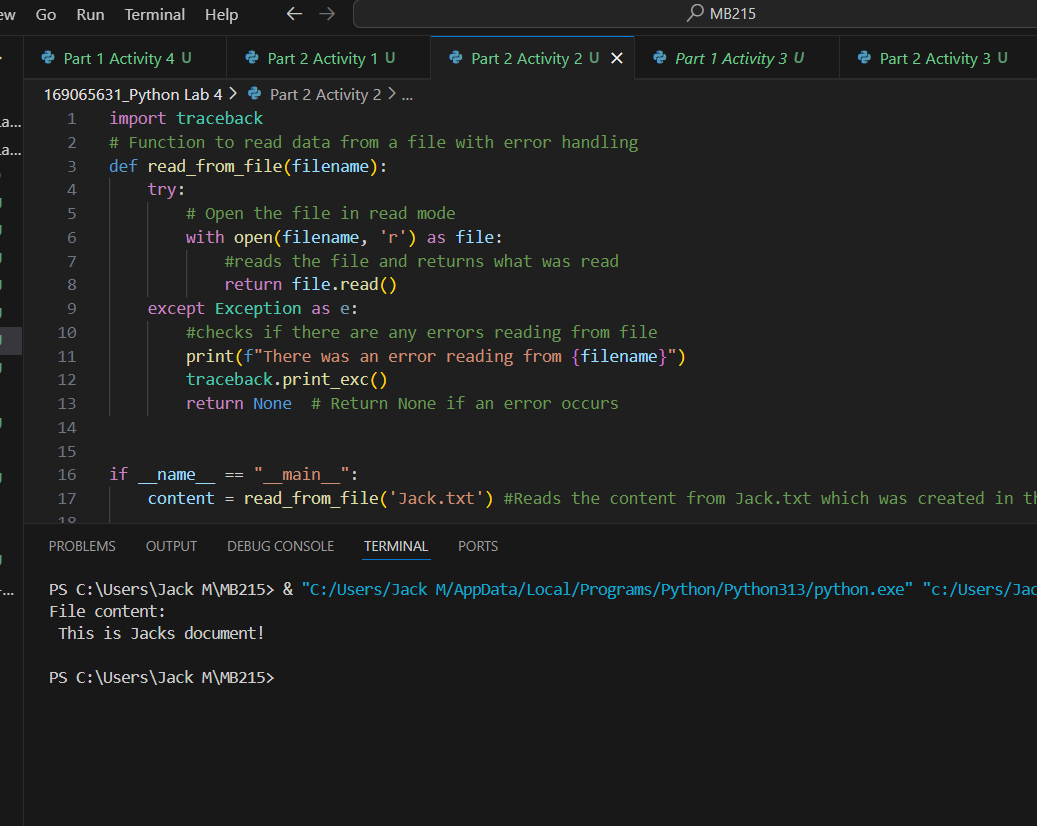 ew Go Run Terminal Help ← → MB215
Part 1 Activity 4 U Part 2 Activity 1 U Part 2 Activity 2 U Part 1 Activity 3 U Part 2 Activity 3 U
169065631_Python Lab 4 > Part 2 Activity 2 > ...
a...
a...
1 import traceback
2 # Function to read data from a file with error handling
3 def read_from_file(filename):
4 try:
5 # Open the file in read mode
6 with open(filename, 'r') as file:
7 #reads the file and returns what was read
8 return file.read()
9 except Exception as e:
10 #checks if there are any errors reading from file
11 print(f"There was an error reading from {filename}")
12 traceback.print_exc()
13 return None  # Return None if an error occurs
14
15
16 if __name__ == "__main__":
17 content = read_from_file('Jack.txt') #Reads the content from Jack.txt which was created in th
18
PROBLEMS OUTPUT DEBUG CONSOLE TERMINAL PORTS
PS C:\Users\Jack M\MB215> & "C:/Users/Jack M/AppData/Local/Programs/Python/Python313/python.exe" "c:/Users/Jac
File content:
This is Jacks document!
PS C:\Users\Jack M\MB215>